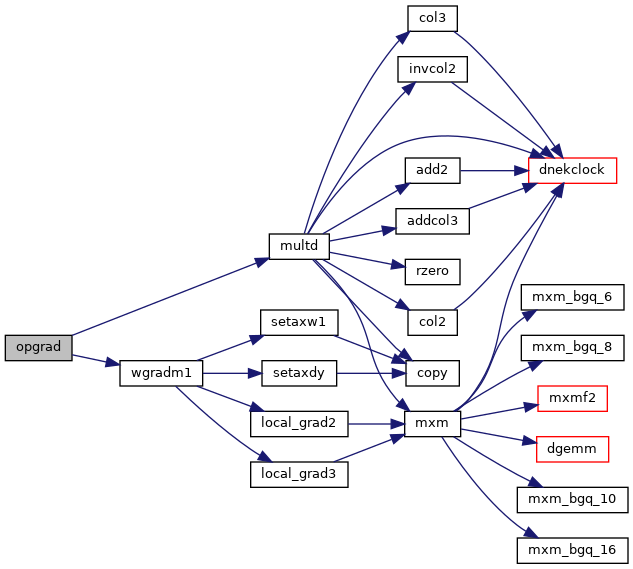 col3
invcol2
add2
dnekclock
addcol3
multd
rzero
mxm_bgq_6
setaxw1
col2
opgrad
mxm_bgq_8
wgradm1
setaxdy
copy
mxmf2
local_grad2
mxm
dgemm
local_grad3
mxm_bgq_10
mxm_bgq_16